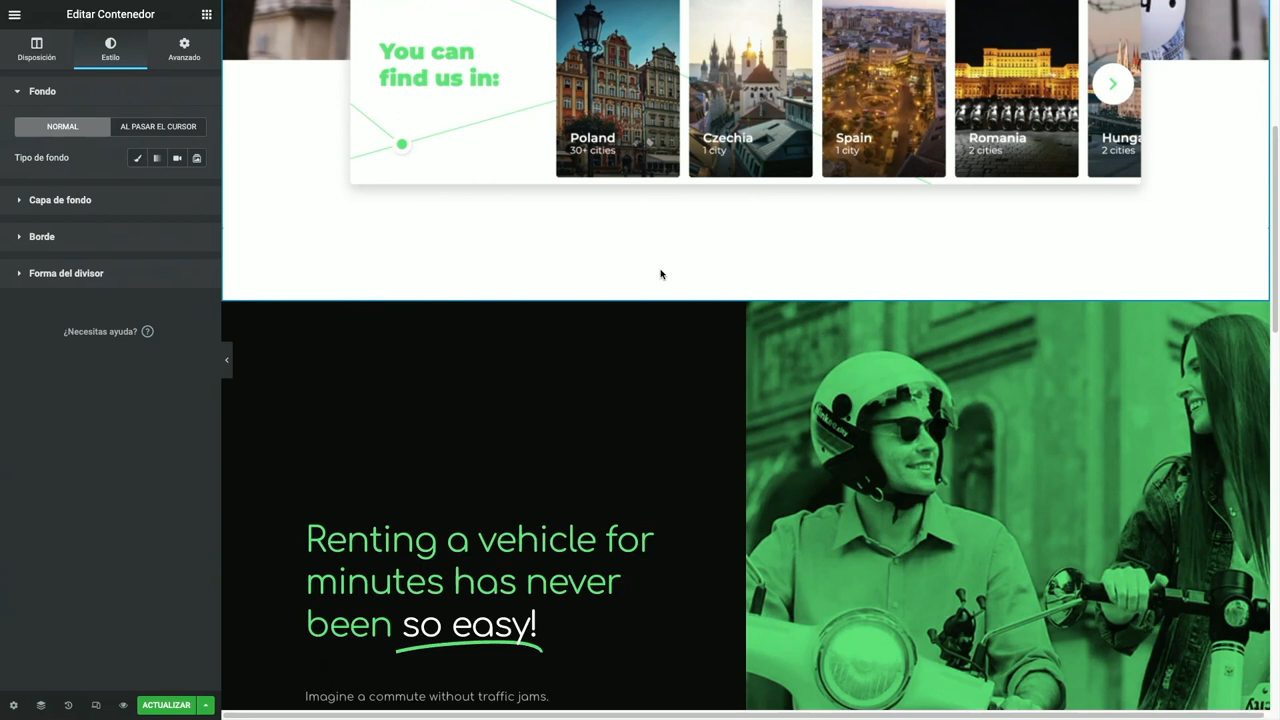 Editar Contenedor
Disposición
Estilo
Avanzado
Fondo
NORMAL
AL PASAR EL CURSOR
Tipo de fondo
Capa de fondo
Borde
Forma del divisor
¿Necesitas ayuda? ?
ACTUALIZAR
You can
find us in:
Poland
30+ cities
Czechia
1 city
Spain
1 city
Romania
2 cities
Hunga
2 cities
Renting a vehicle for
minutes has never
been so easy!
Imagine a commute without traffic jams.